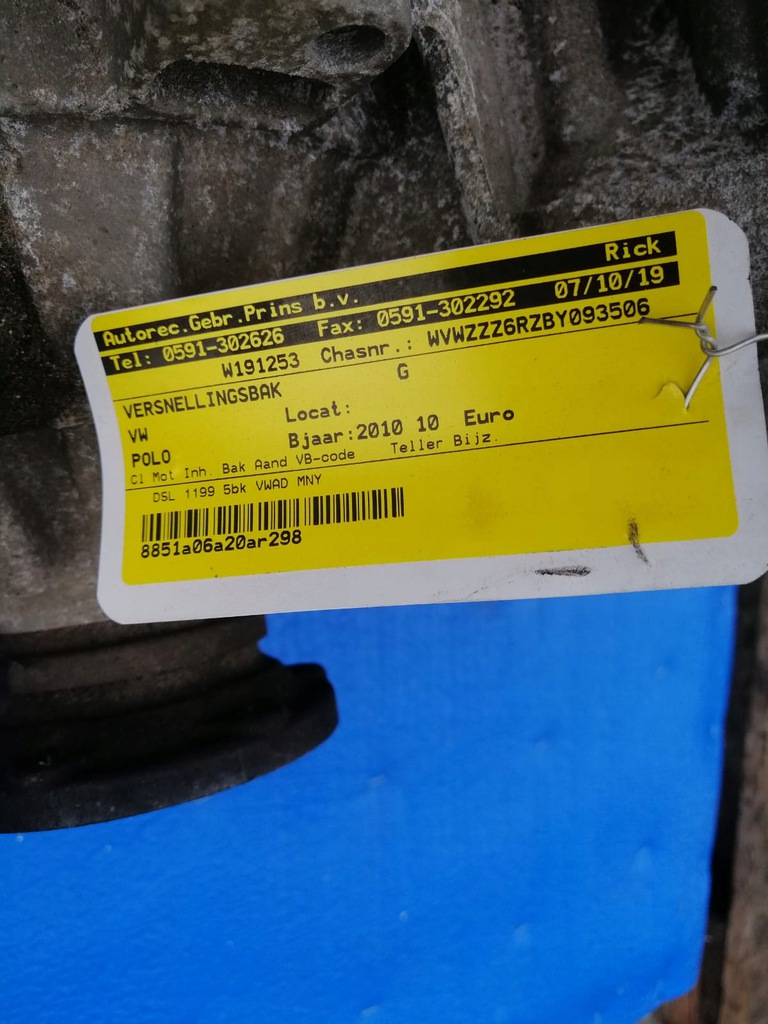 Rick
Autorec.Gebr.Prins b.v.
Tel: 0591-302626 Fax: 0591-302292 07/10/19
W191253 Chasnr.: WVWZZZ6RZBY093506
VERSNELLINGSBAK G
VW Locat:
POLO Bjaar:2010 10 Euro
Cl Mot Inh. Bak Aand VB-code Teller Bijz.
DSL 1199 5bk VWAD MNY
8851a06a20ar298